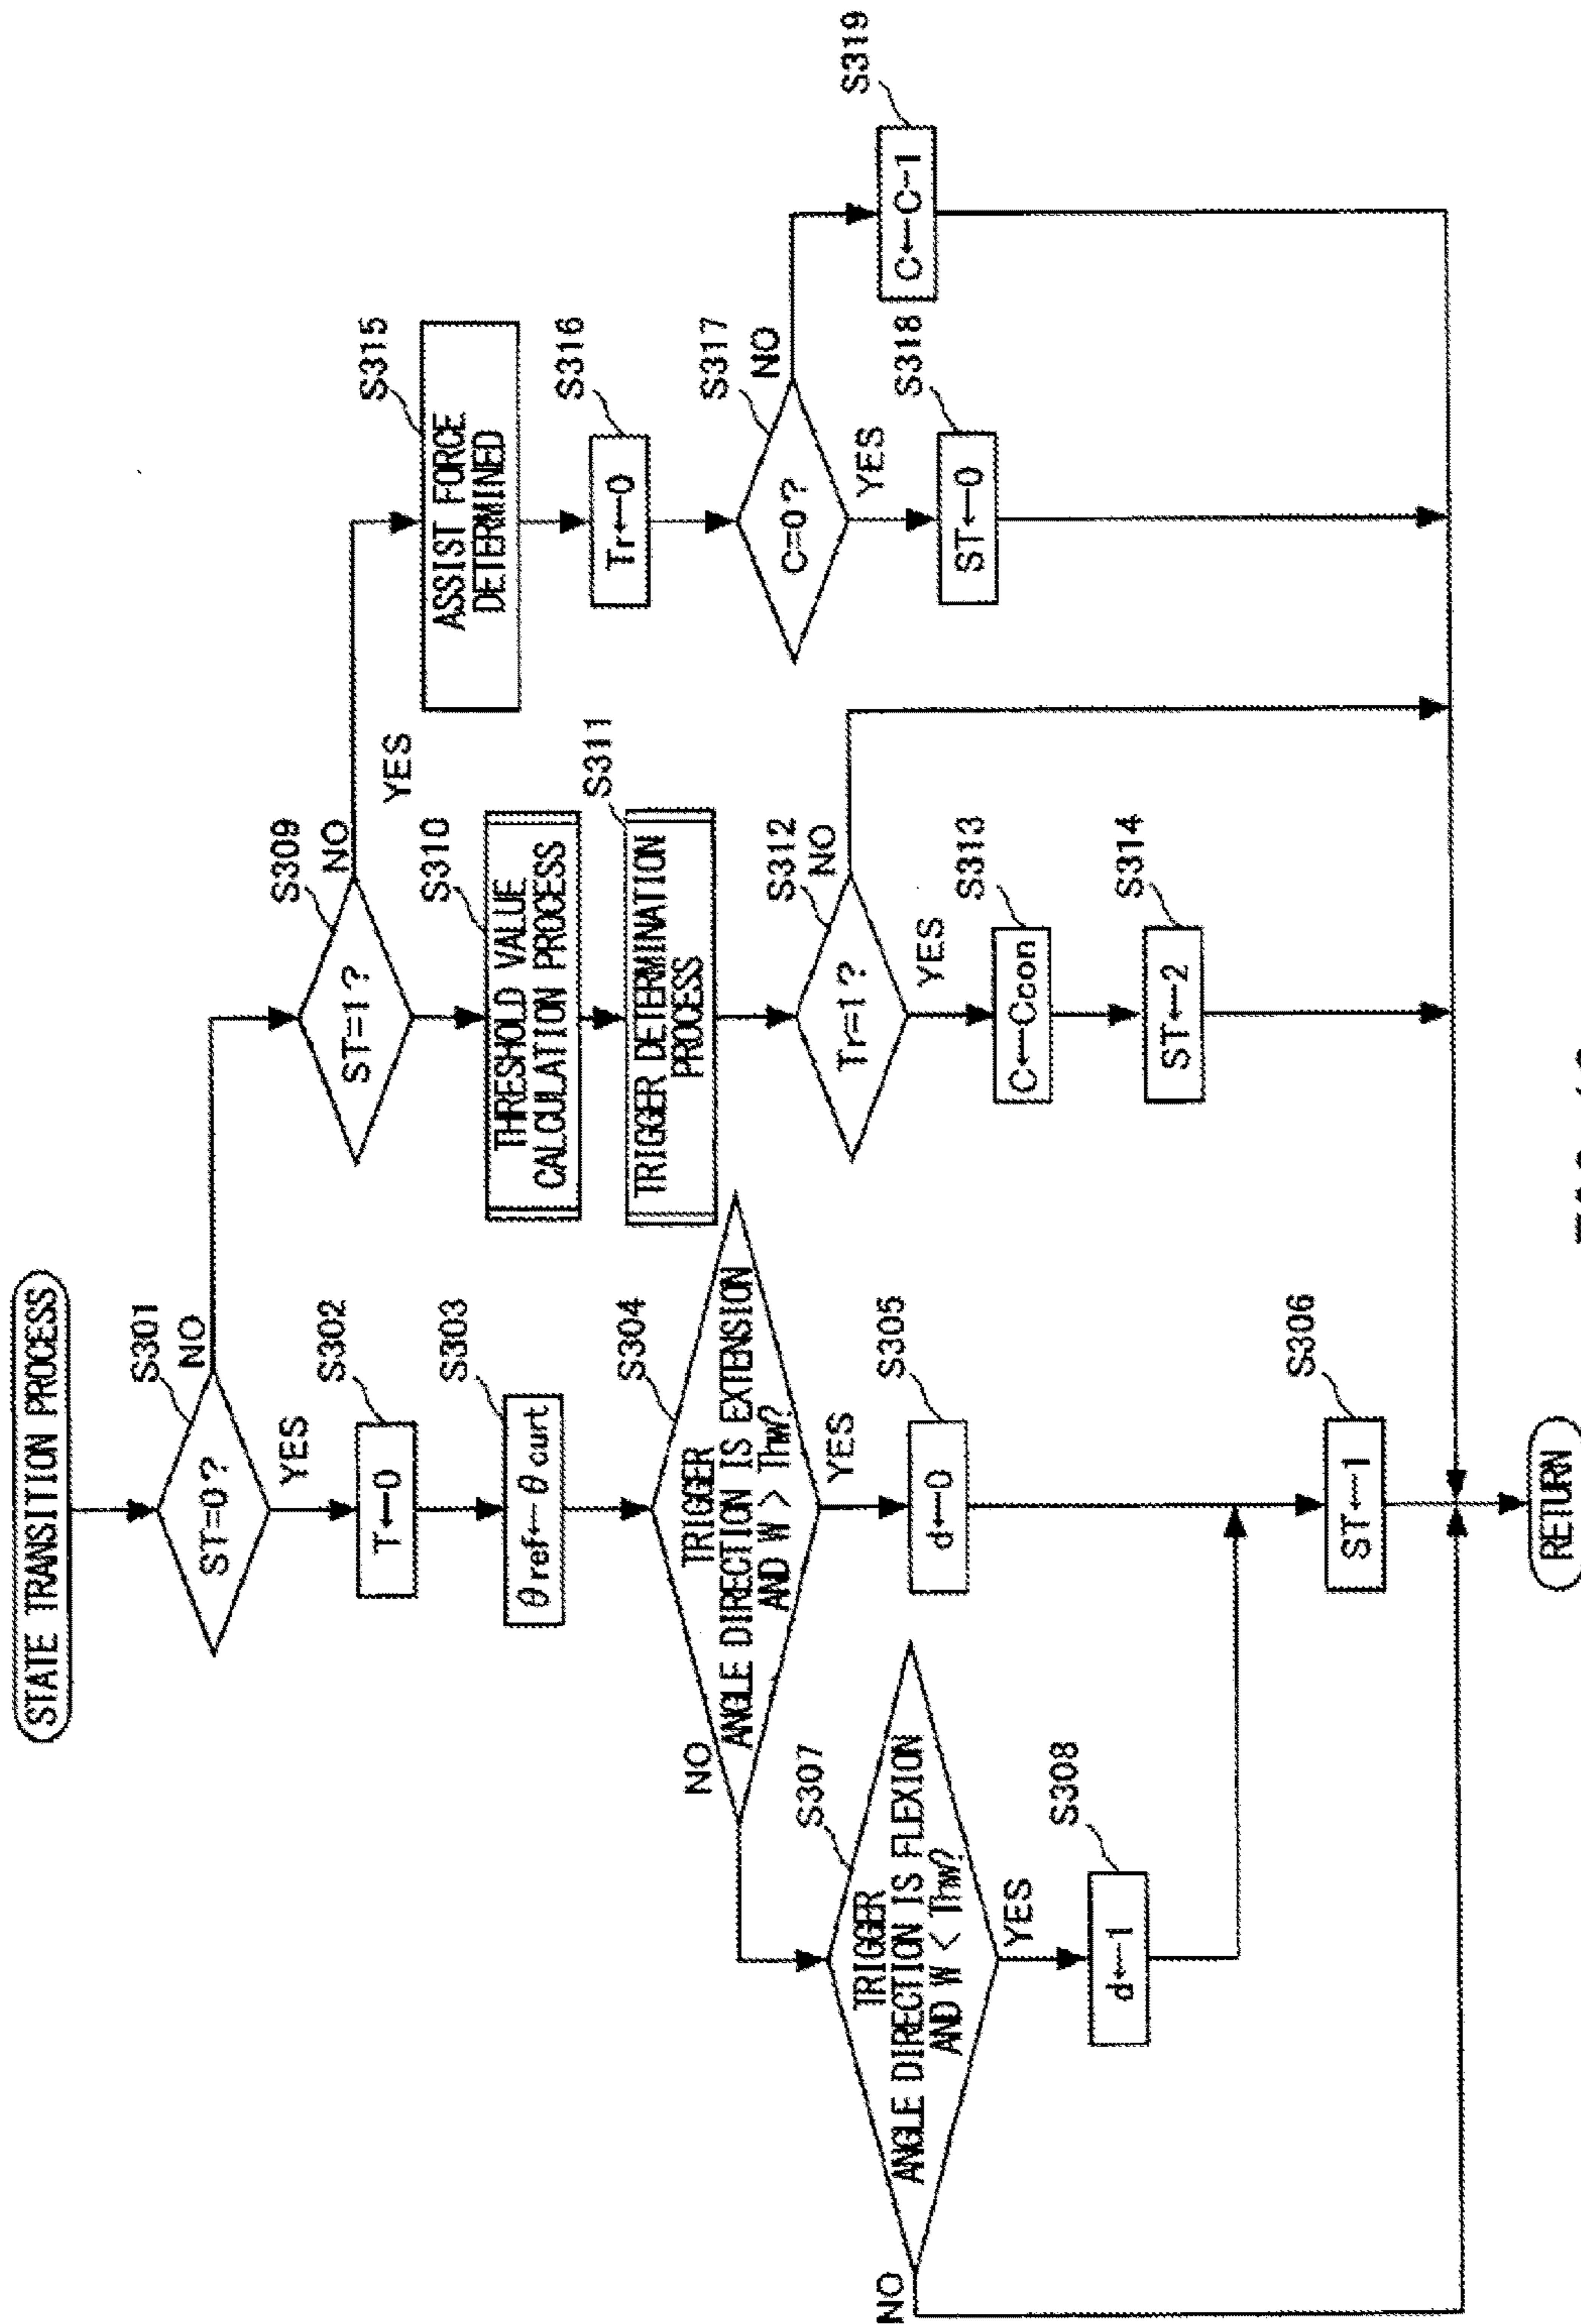 STATE TRANSITION PROCESS
S301
ST=0?
NO
YES
S302
T←0
S303
θref←θcurt
S304
TRIGGER
ANGLE DIRECTION IS EXTENSION
AND W > Thw?
NO
YES
S305
d←0
S306
ST←1
S307
TRIGGER
ANGLE DIRECTION IS FLEXION
AND W < Thw?
NO
YES
S308
d←1
S309
ST=1?
NO
YES
S310
THRESHOLD VALUE
CALCULATION PROCESS
S311
TRIGGER DETERMINATION
PROCESS
S312
Tr=1?
NO
YES
S313
C←Ccon
S314
ST←2
S315
ASSIST FORCE
DETERMINED
S316
Tr←0
S317
C=0?
NO
YES
S318
ST←0
S319
C←C-1
RETURN